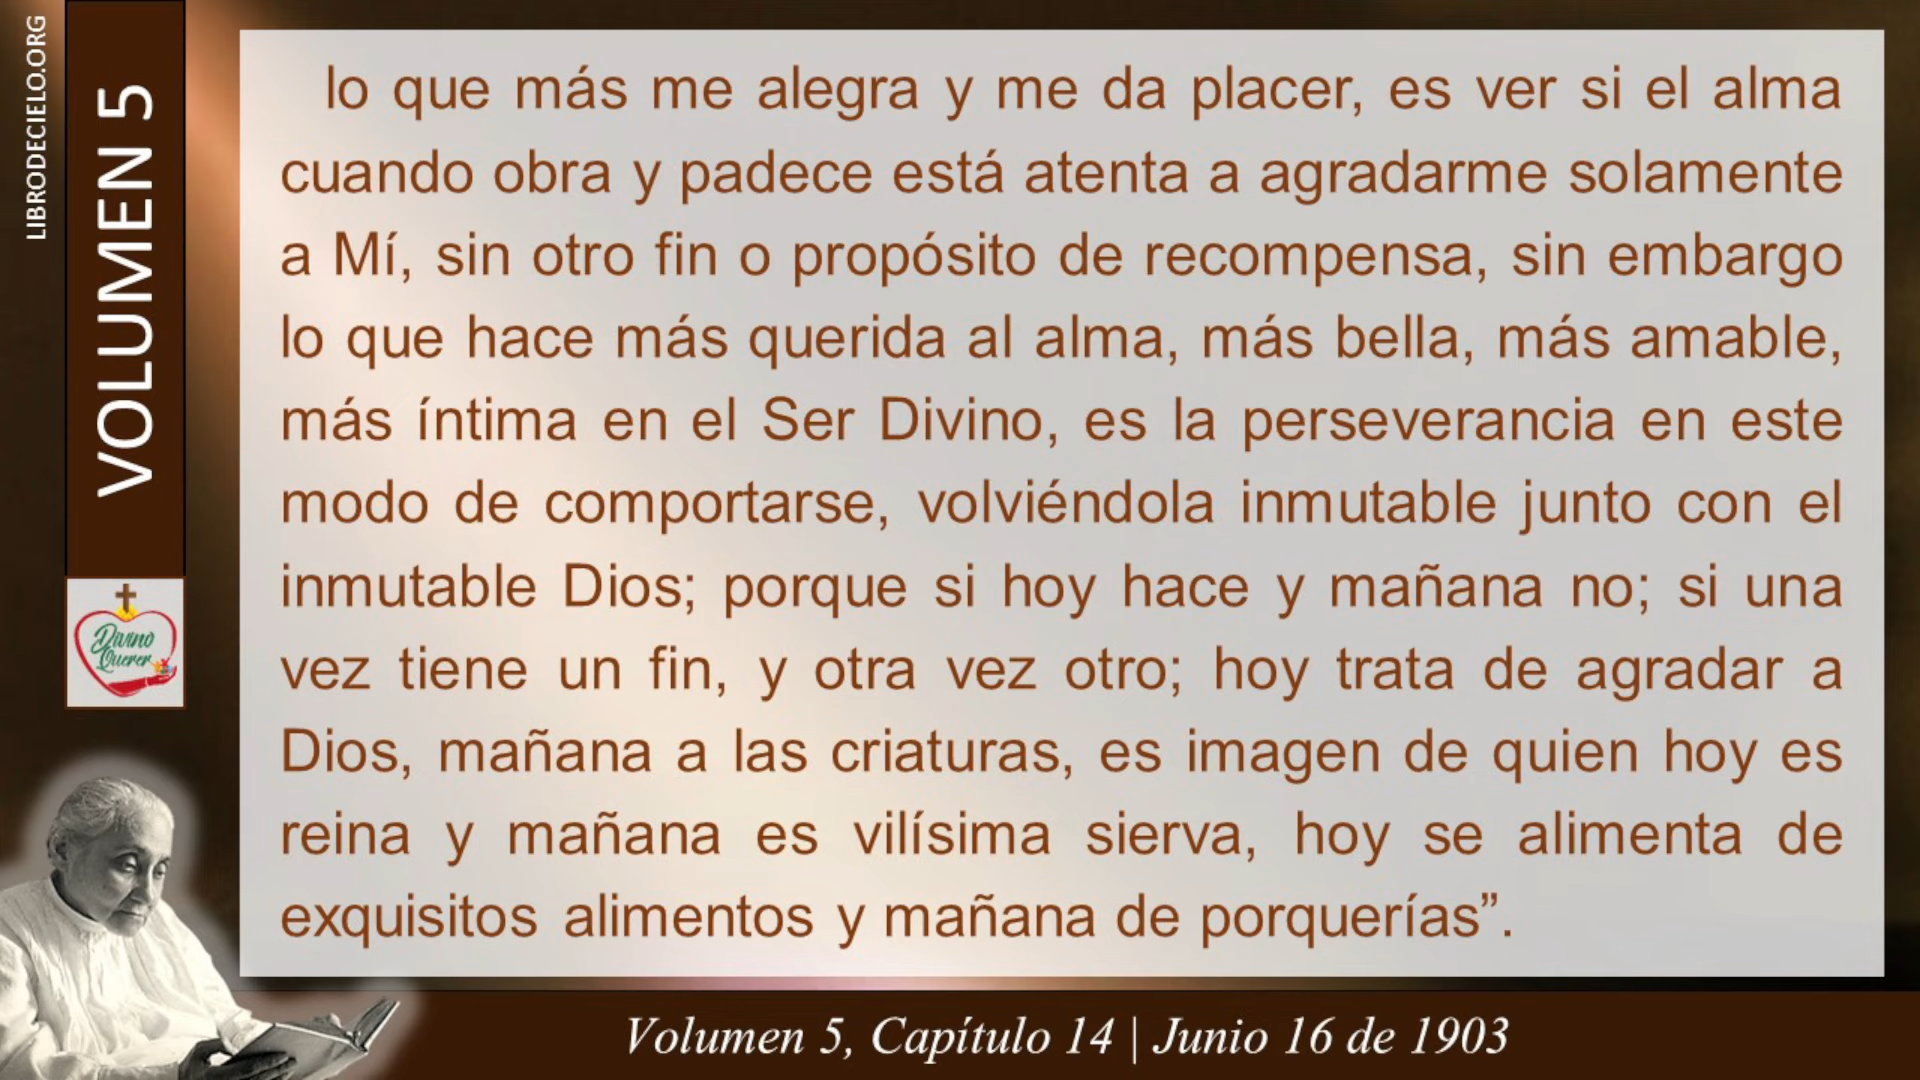 LIBRODECIELO.ORG
VOLUMEN 5
Divino
Querer
lo que más me alegra y me da placer, es ver si el alma
cuando obra y padece está atenta a agradarme solamente
a Mí, sin otro fin o propósito de recompensa, sin embargo
lo que hace más querida al alma, más bella, más amable,
más íntima en el Ser Divino, es la perseverancia en este
modo de comportarse, volviéndola inmutable junto con el
inmutable Dios; porque si hoy hace y mañana no; si una
vez tiene un fin, y otra vez otro; hoy trata de agradar a
Dios, mañana a las criaturas, es imagen de quien hoy es
reina y mañana es vilísima sierva, hoy se alimenta de
exquisitos alimentos y mañana de porquerías”.
Volumen 5, Capítulo 14 | Junio 16 de 1903